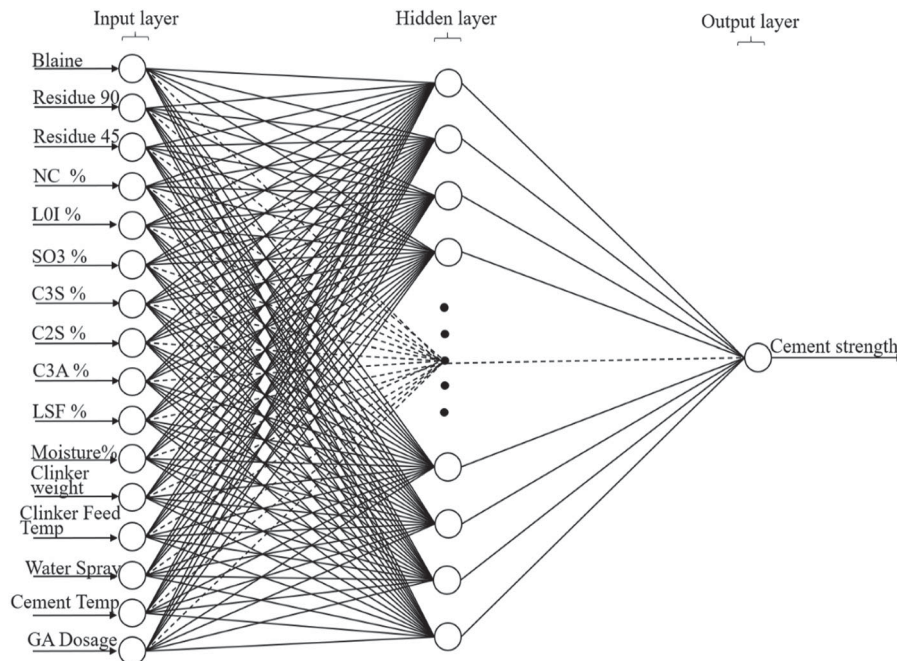 Input layer
Hidden layer
Output layer
Blaine
Residue 90
Residue 45
NC %
L0I %
SO3 %
C3S %
C2S %
C3A %
LSF %
Moisture%
Clinker
weight
Clinker Feed
Temp
Water Spray
Cement Temp
GA Dosage
Cement strength